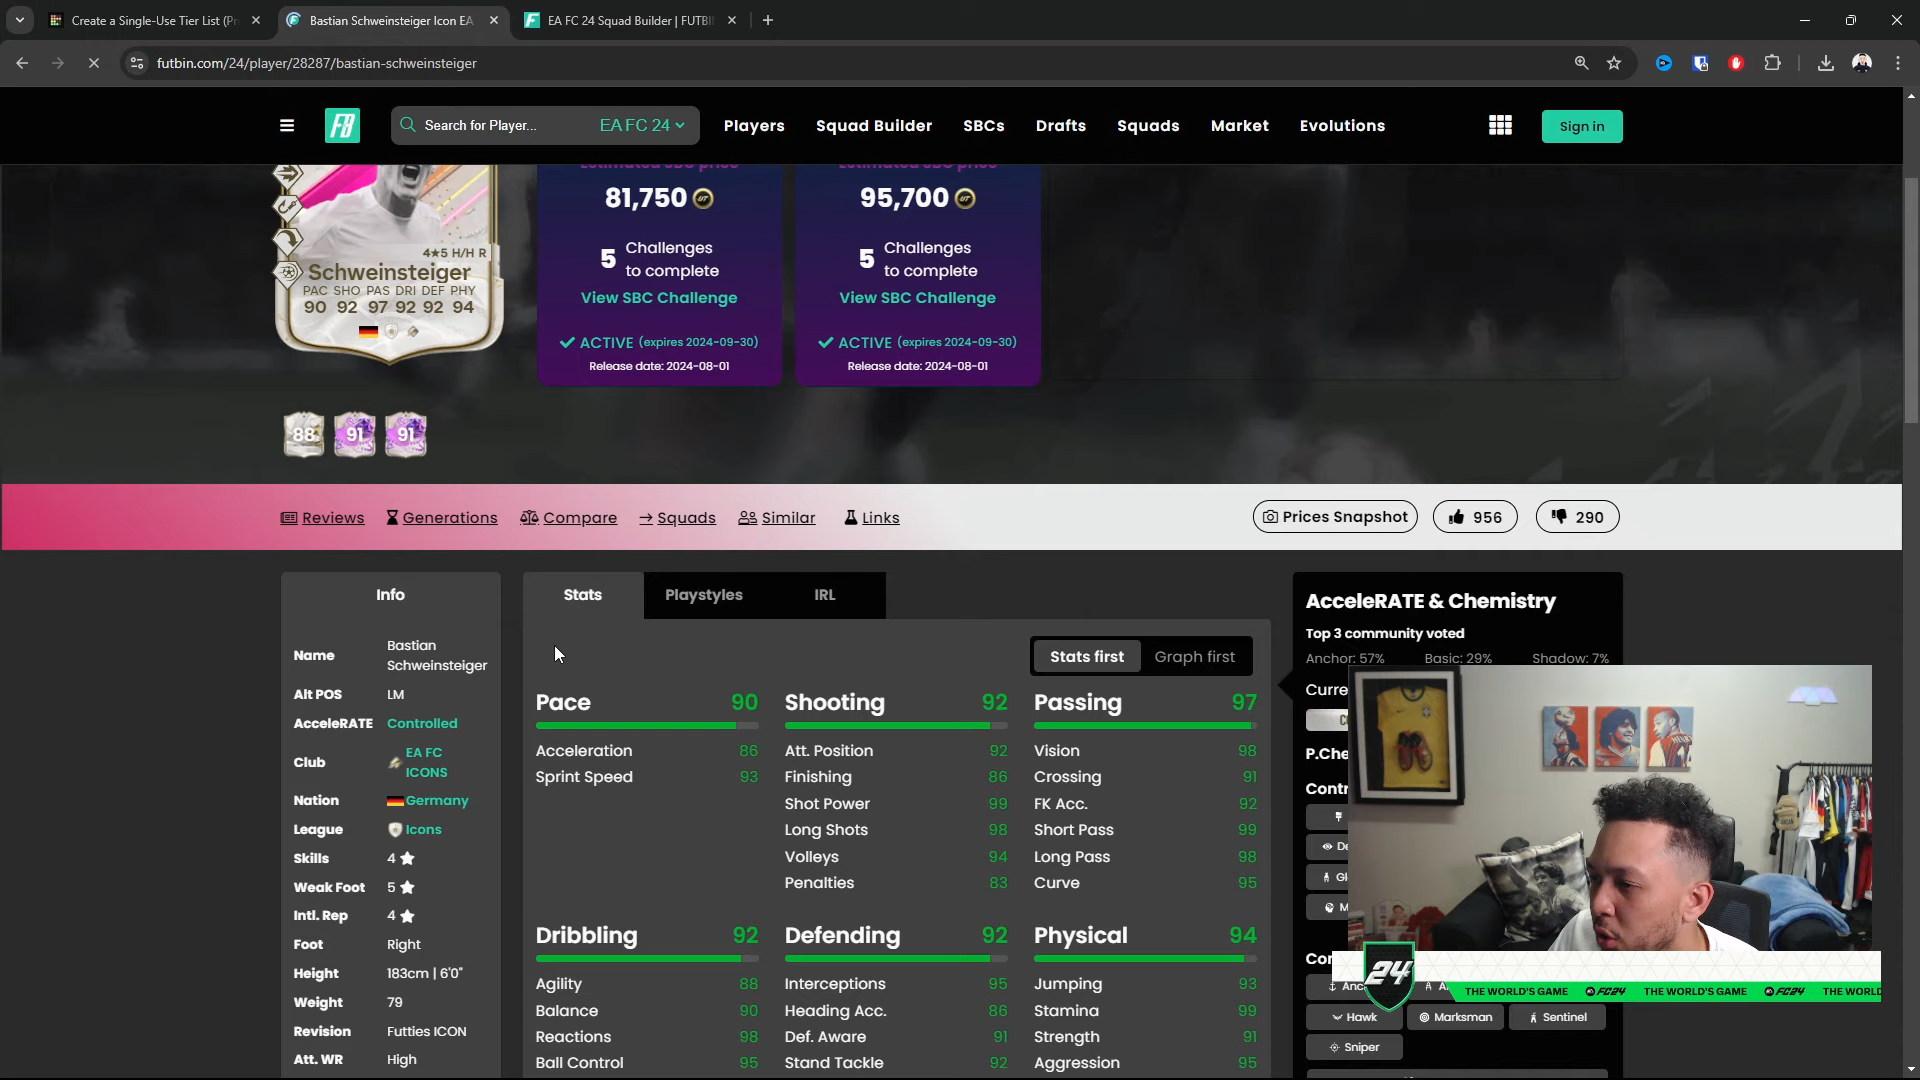 Create a Single-Use Tier List (Pr
Bastian Schweinsteiger Icon EA
EA FC 24 Squad Builder | FUTBI
futbin.com/24/player/28287/bastian-schweinsteiger
Search for Player... EA FC 24
Players Squad Builder SBCs Drafts Squads Market Evolutions
Sign in
81,750
5 Challenges to complete
View SBC Challenge
ACTIVE (expires 2024-09-30)
Release date: 2024-08-01
95,700
5 Challenges to complete
View SBC Challenge
ACTIVE (expires 2024-09-30)
Release date: 2024-08-01
4★5 H/H R
Schweinsteiger
PAC SHO PAS DRI DEF PHY
90 92 97 92 92 94
88 91 91
Reviews Generations Compare Squads Similar Links
Prices Snapshot 956 290
Info
Name Bastian Schweinsteiger
Alt POS LM
AcceleRATE Controlled
Club EA FC ICONS
Nation Germany
League Icons
Skills 4
Weak Foot 5
Intl. Rep 4
Foot Right
Height 183cm | 6'0"
Weight 79
Revision Futties ICON
Att. WR High
Stats Playstyles IRL
Stats first Graph first
Pace 90
Acceleration 86
Sprint Speed 93
Shooting 92
Att. Position 92
Finishing 86
Shot Power 99
Long Shots 98
Volleys 94
Penalties 83
Passing 97
Vision 98
Crossing 91
FK Acc. 92
Short Pass 99
Long Pass 98
Curve 95
Dribbling 92
Agility 88
Balance 90
Reactions 98
Ball Control 95
Defending 92
Interceptions 95
Heading Acc. 86
Def. Aware 91
Stand Tackle 92
Physical 94
Jumping 93
Stamina 99
Strength 91
Aggression 95
AcceleRATE & Chemistry
Top 3 community voted
Anchor: 57% Basic: 29% Shadow: 7%
Curre
P.Che
Contr
De
Gl
M
Con
Anc A
Hawk Marksman Sentinel
Sniper
24
THE WORLD'S GAME FC24 THE WORLD'S GAME FC24 THE WORLD